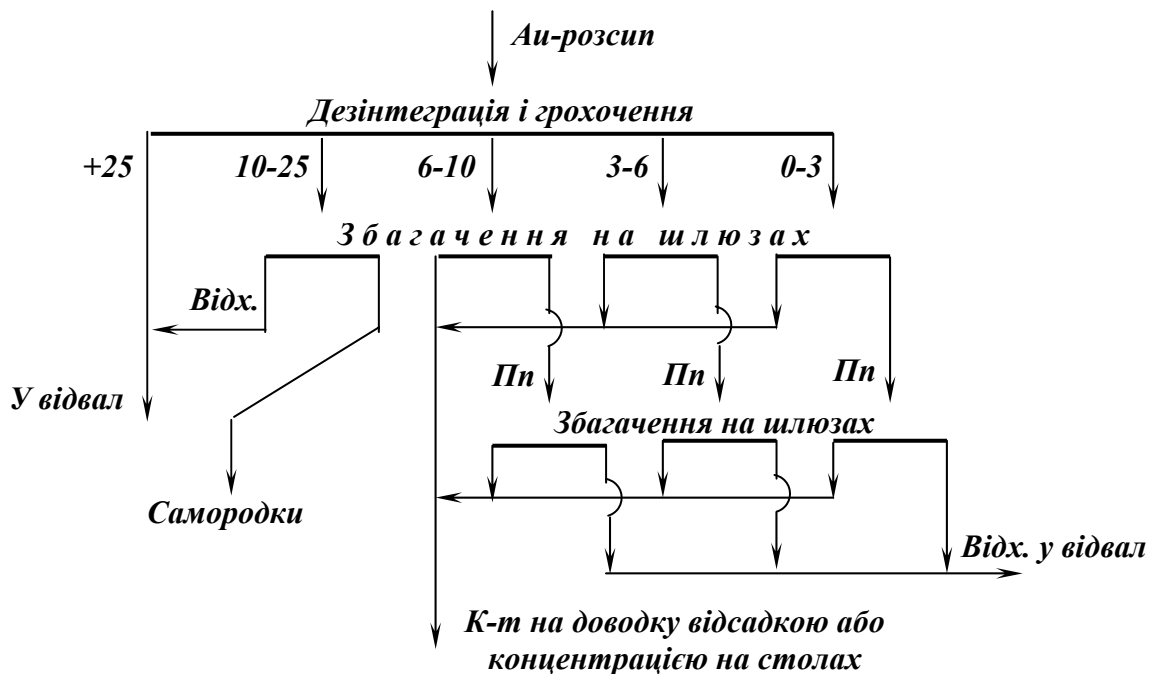 Au-розсип
Дезінтеграція і грохочення
+25 10-25 6-10 3-6 0-3
З б а г а ч е н н я н а ш л ю з а х
Відх.
Пп Пп Пп
У відвал
Збагачення на шлюзах
Самородки
Відх. у відвал
К-т на доводку відсадкою або
концентрацією на столах